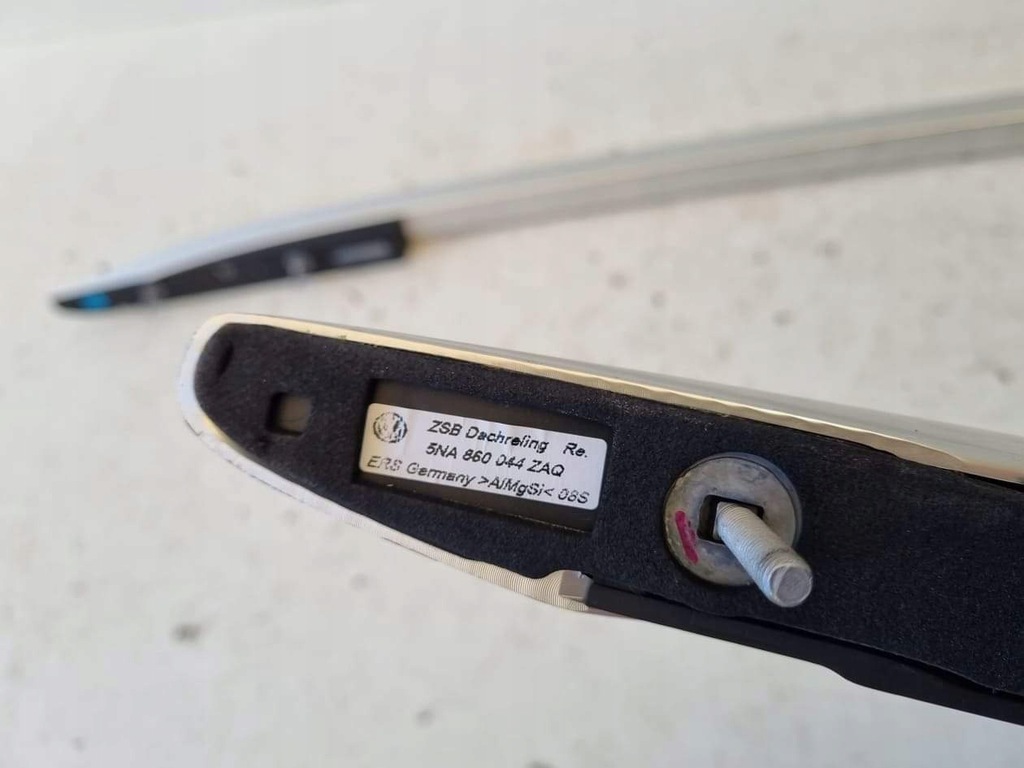 ZSB Dachreling Re.
5NA 860 044 ZAQ
ERS Germany >AlMgSi< 08S